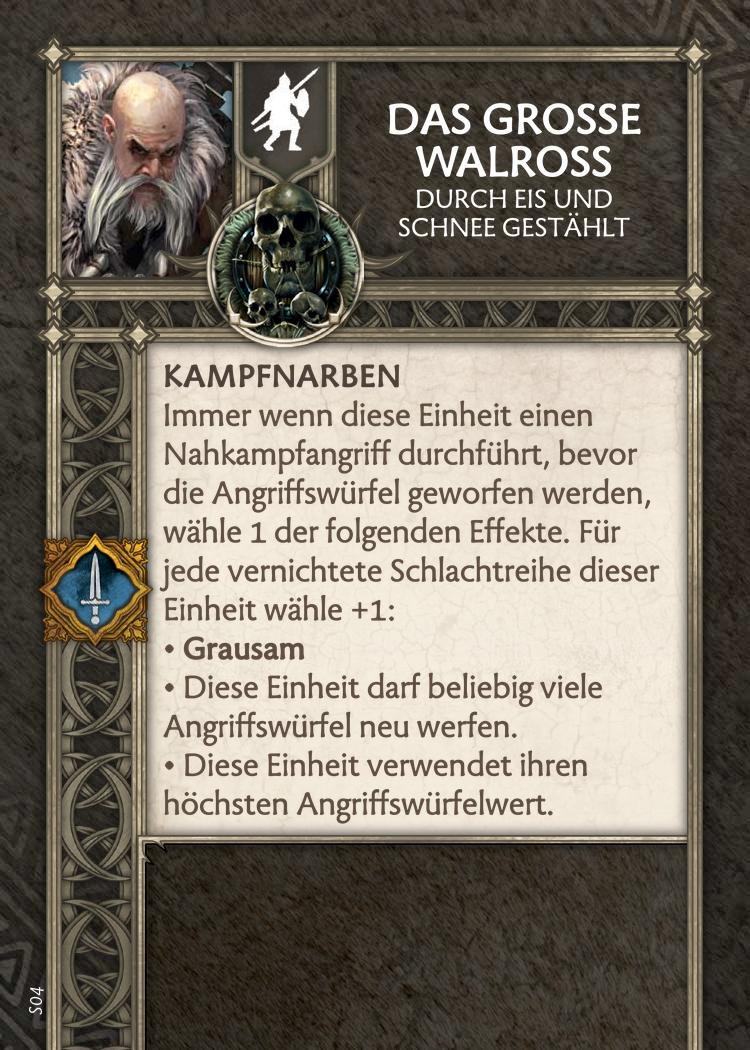 DAS GROSSE
WALROSS
DURCH EIS UND
SCHNEE GESTÄHLT
KAMPFNARBEN
Immer wenn diese Einheit einen
Nahkampfangriff durchführt, bevor
die Angriffswürfel geworfen werden,
wähle 1 der folgenden Effekte. Für
jede vernichtete Schlachtreihe dieser
Einheit wähle +1:
• Grausam
• Diese Einheit darf beliebig viele
Angriffswürfel neu werfen.
• Diese Einheit verwendet ihren
höchsten Angriffswürfelwert.
S04